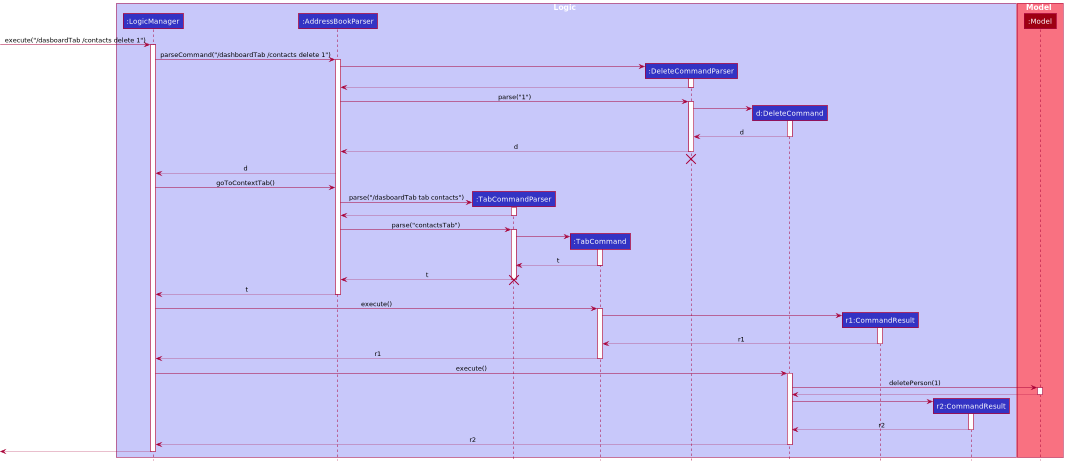 Logic
Model
:LogicManager
:AddressBookParser
:Model
execute("/dasboardTab /contacts delete 1")
parseCommand("/dashboardTab /contacts delete 1")
:DeleteCommandParser
parse("1")
d:DeleteCommand
d
d
d
goToContextTab()
parse("/dasboardTab tab contacts")
:TabCommandParser
parse("contactsTab")
:TabCommand
t
t
t
execute()
r1:CommandResult
r1
r1
execute()
deletePerson(1)
r2:CommandResult
r2
r2